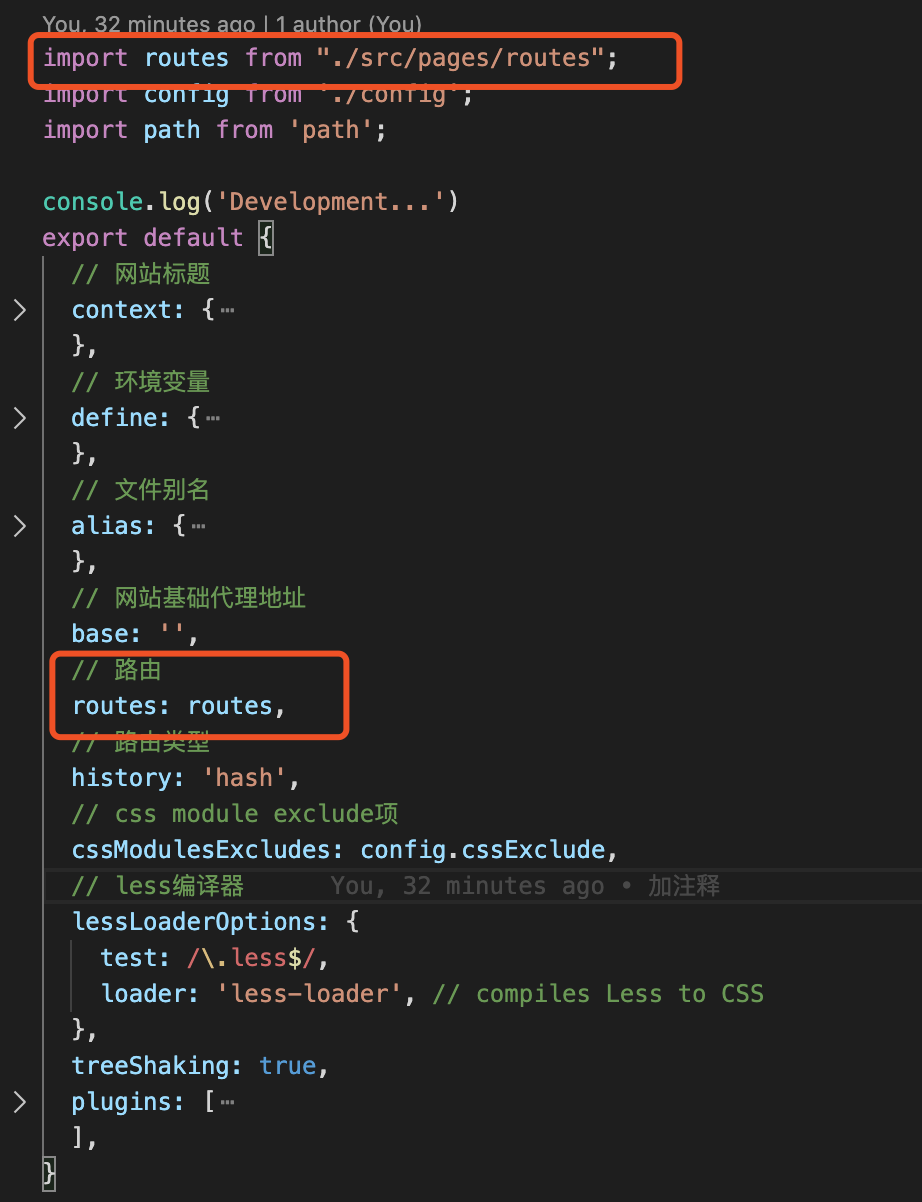 You, 32 minutes ago | 1 author (You)
import routes from "./src/pages/routes";
import config from './config';
import path from 'path';
console.log('Development...')
export default {
// 网站标题
context: {…
},
// 环境变量
define: {…
},
// 文件别名
alias: {…
},
// 网站基础代理地址
base: '',
// 路由
routes: routes,
// 路由类型
history: 'hash',
// css module exclude项
cssModulesExcludes: config.cssExclude,
// less编译器 You, 32 minutes ago • 加注释
lessLoaderOptions: {
test: /\.less$/,
loader: 'less-loader', // compiles Less to CSS
},
treeShaking: true,
plugins: […
],
}